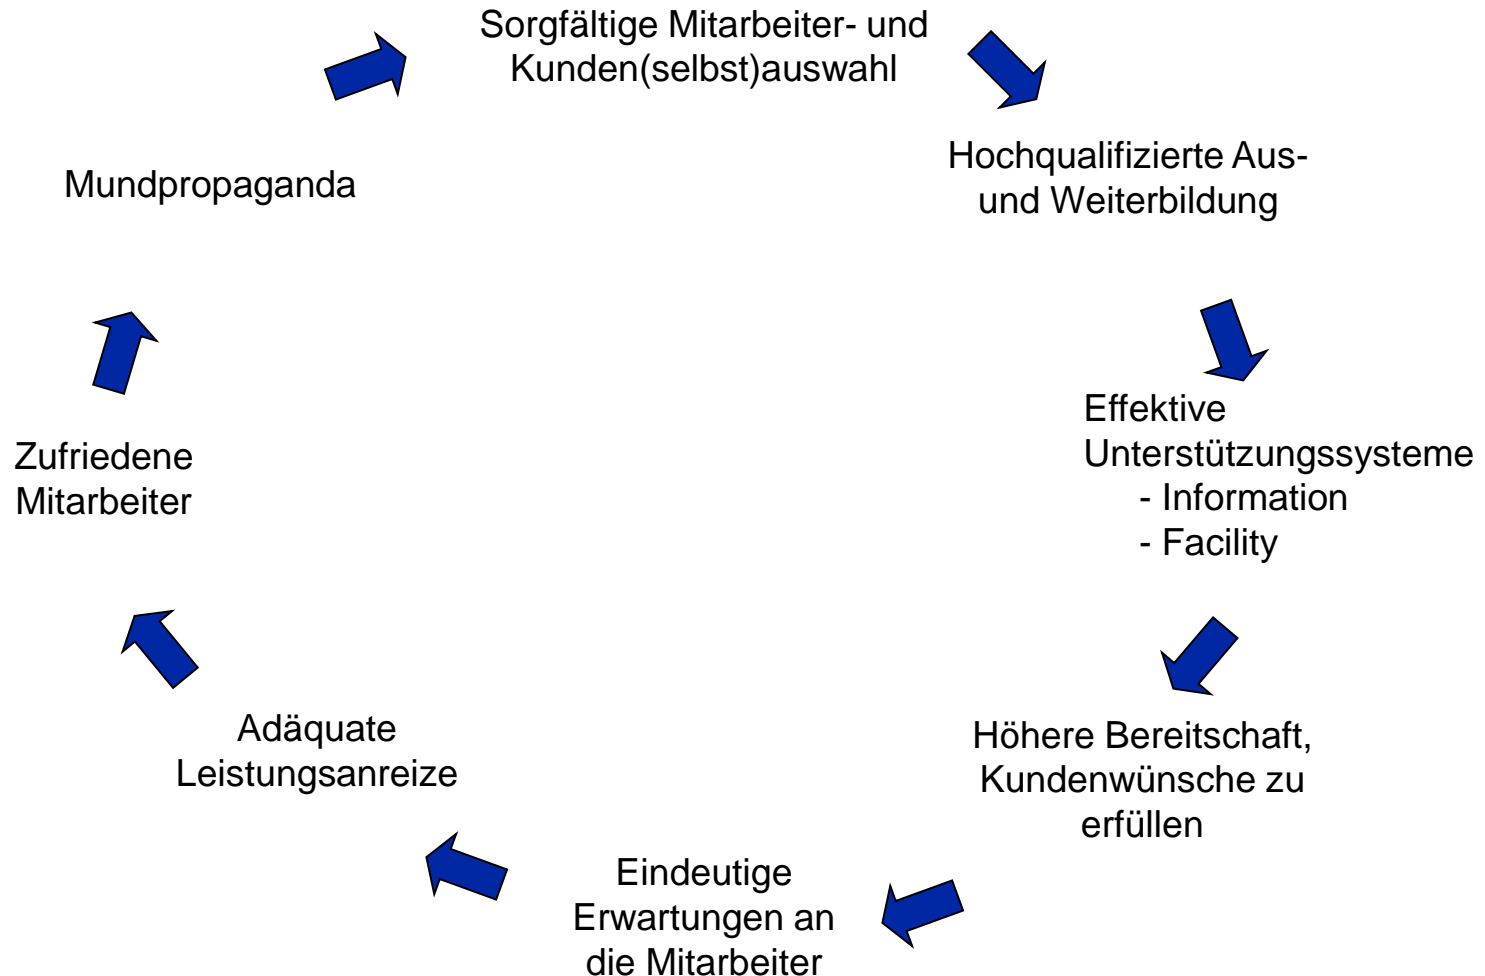 Sorgfältige Mitarbeiter- und
Kunden(selbst)auswahl
Hochqualifizierte Aus-
und Weiterbildung
Effektive
Unterstützungssysteme
- Information
- Facility
Höhere Bereitschaft,
Kundenwünsche zu
erfüllen
Eindeutige
Erwartungen an
die Mitarbeiter
Adäquate
Leistungsanreize
Zufriedene
Mitarbeiter
Mundpropaganda